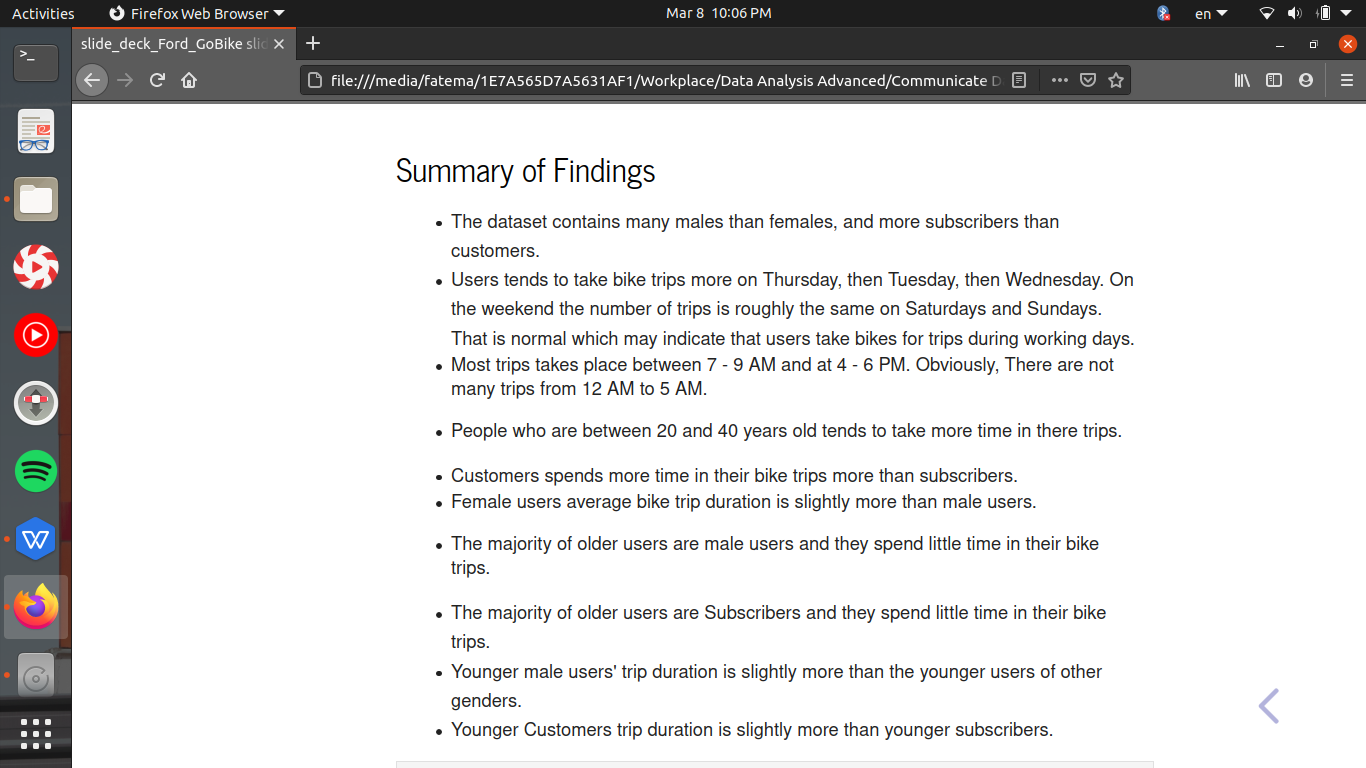 Activities
Firefox Web Browser
Mar 8 10:06 PM
en
slide_deck_Ford_GoBike sli
file:///media/fatema/1E7A565D7A5631AF1/Workplace/Data Analysis Advanced/Communicate D
Summary of Findings
• The dataset contains many males than females, and more subscribers than
customers.
• Users tends to take bike trips more on Thursday, then Tuesday, then Wednesday. On
the weekend the number of trips is roughly the same on Saturdays and Sundays.
That is normal which may indicate that users take bikes for trips during working days.
• Most trips takes place between 7 - 9 AM and at 4 - 6 PM. Obviously, There are not
many trips from 12 AM to 5 AM.
• People who are between 20 and 40 years old tends to take more time in there trips.
• Customers spends more time in their bike trips more than subscribers.
• Female users average bike trip duration is slightly more than male users.
• The majority of older users are male users and they spend little time in their bike
trips.
• The majority of older users are Subscribers and they spend little time in their bike
trips.
• Younger male users' trip duration is slightly more than the younger users of other
genders.
• Younger Customers trip duration is slightly more than younger subscribers.